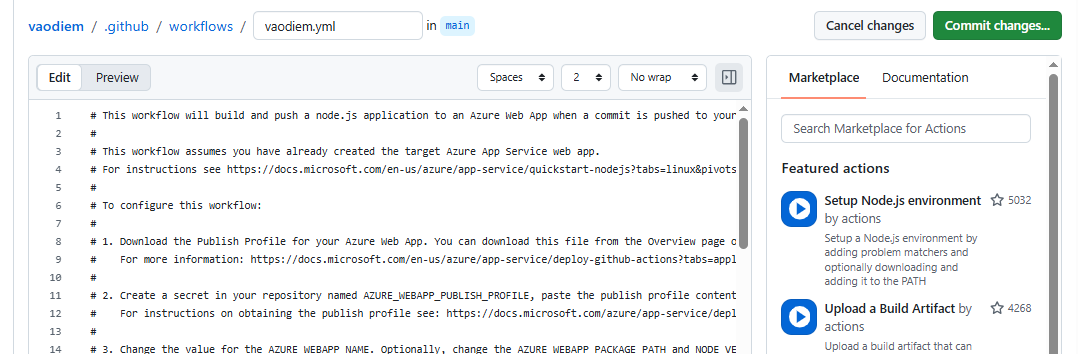 vaodiem / .github / workflows / vaodiem.yml in main
Cancel changes
Commit changes...
Edit
Preview
Spaces
2
No wrap
1 # This workflow will build and push a node.js application to an Azure Web App when a commit is pushed to your
2 #
3 # This workflow assumes you have already created the target Azure App Service web app.
4 # For instructions see https://docs.microsoft.com/en-us/azure/app-service/quickstart-nodejs?tabs=linux&pivots
5 #
6 # To configure this workflow:
7 #
8 # 1. Download the Publish Profile for your Azure Web App. You can download this file from the Overview page o
9 #    For more information: https://docs.microsoft.com/en-us/azure/app-service/deploy-github-actions?tabs=appl
10 #
11 # 2. Create a secret in your repository named AZURE_WEBAPP_PUBLISH_PROFILE, paste the publish profile content
12 #    For instructions on obtaining the publish profile see: https://docs.microsoft.com/azure/app-service/depl
13 #
14 # 3. Change the value for the AZURE_WEBAPP_NAME. Optionally, change the AZURE_WEBAPP_PACKAGE_PATH and NODE_VE
Marketplace
Documentation
Search Marketplace for Actions
Featured actions
Setup Node.js environment
5032
by actions
Setup a Node.js environment by
adding problem matchers and
optionally downloading and
adding it to the PATH
Upload a Build Artifact by
4268
actions
Upload a build artifact that can